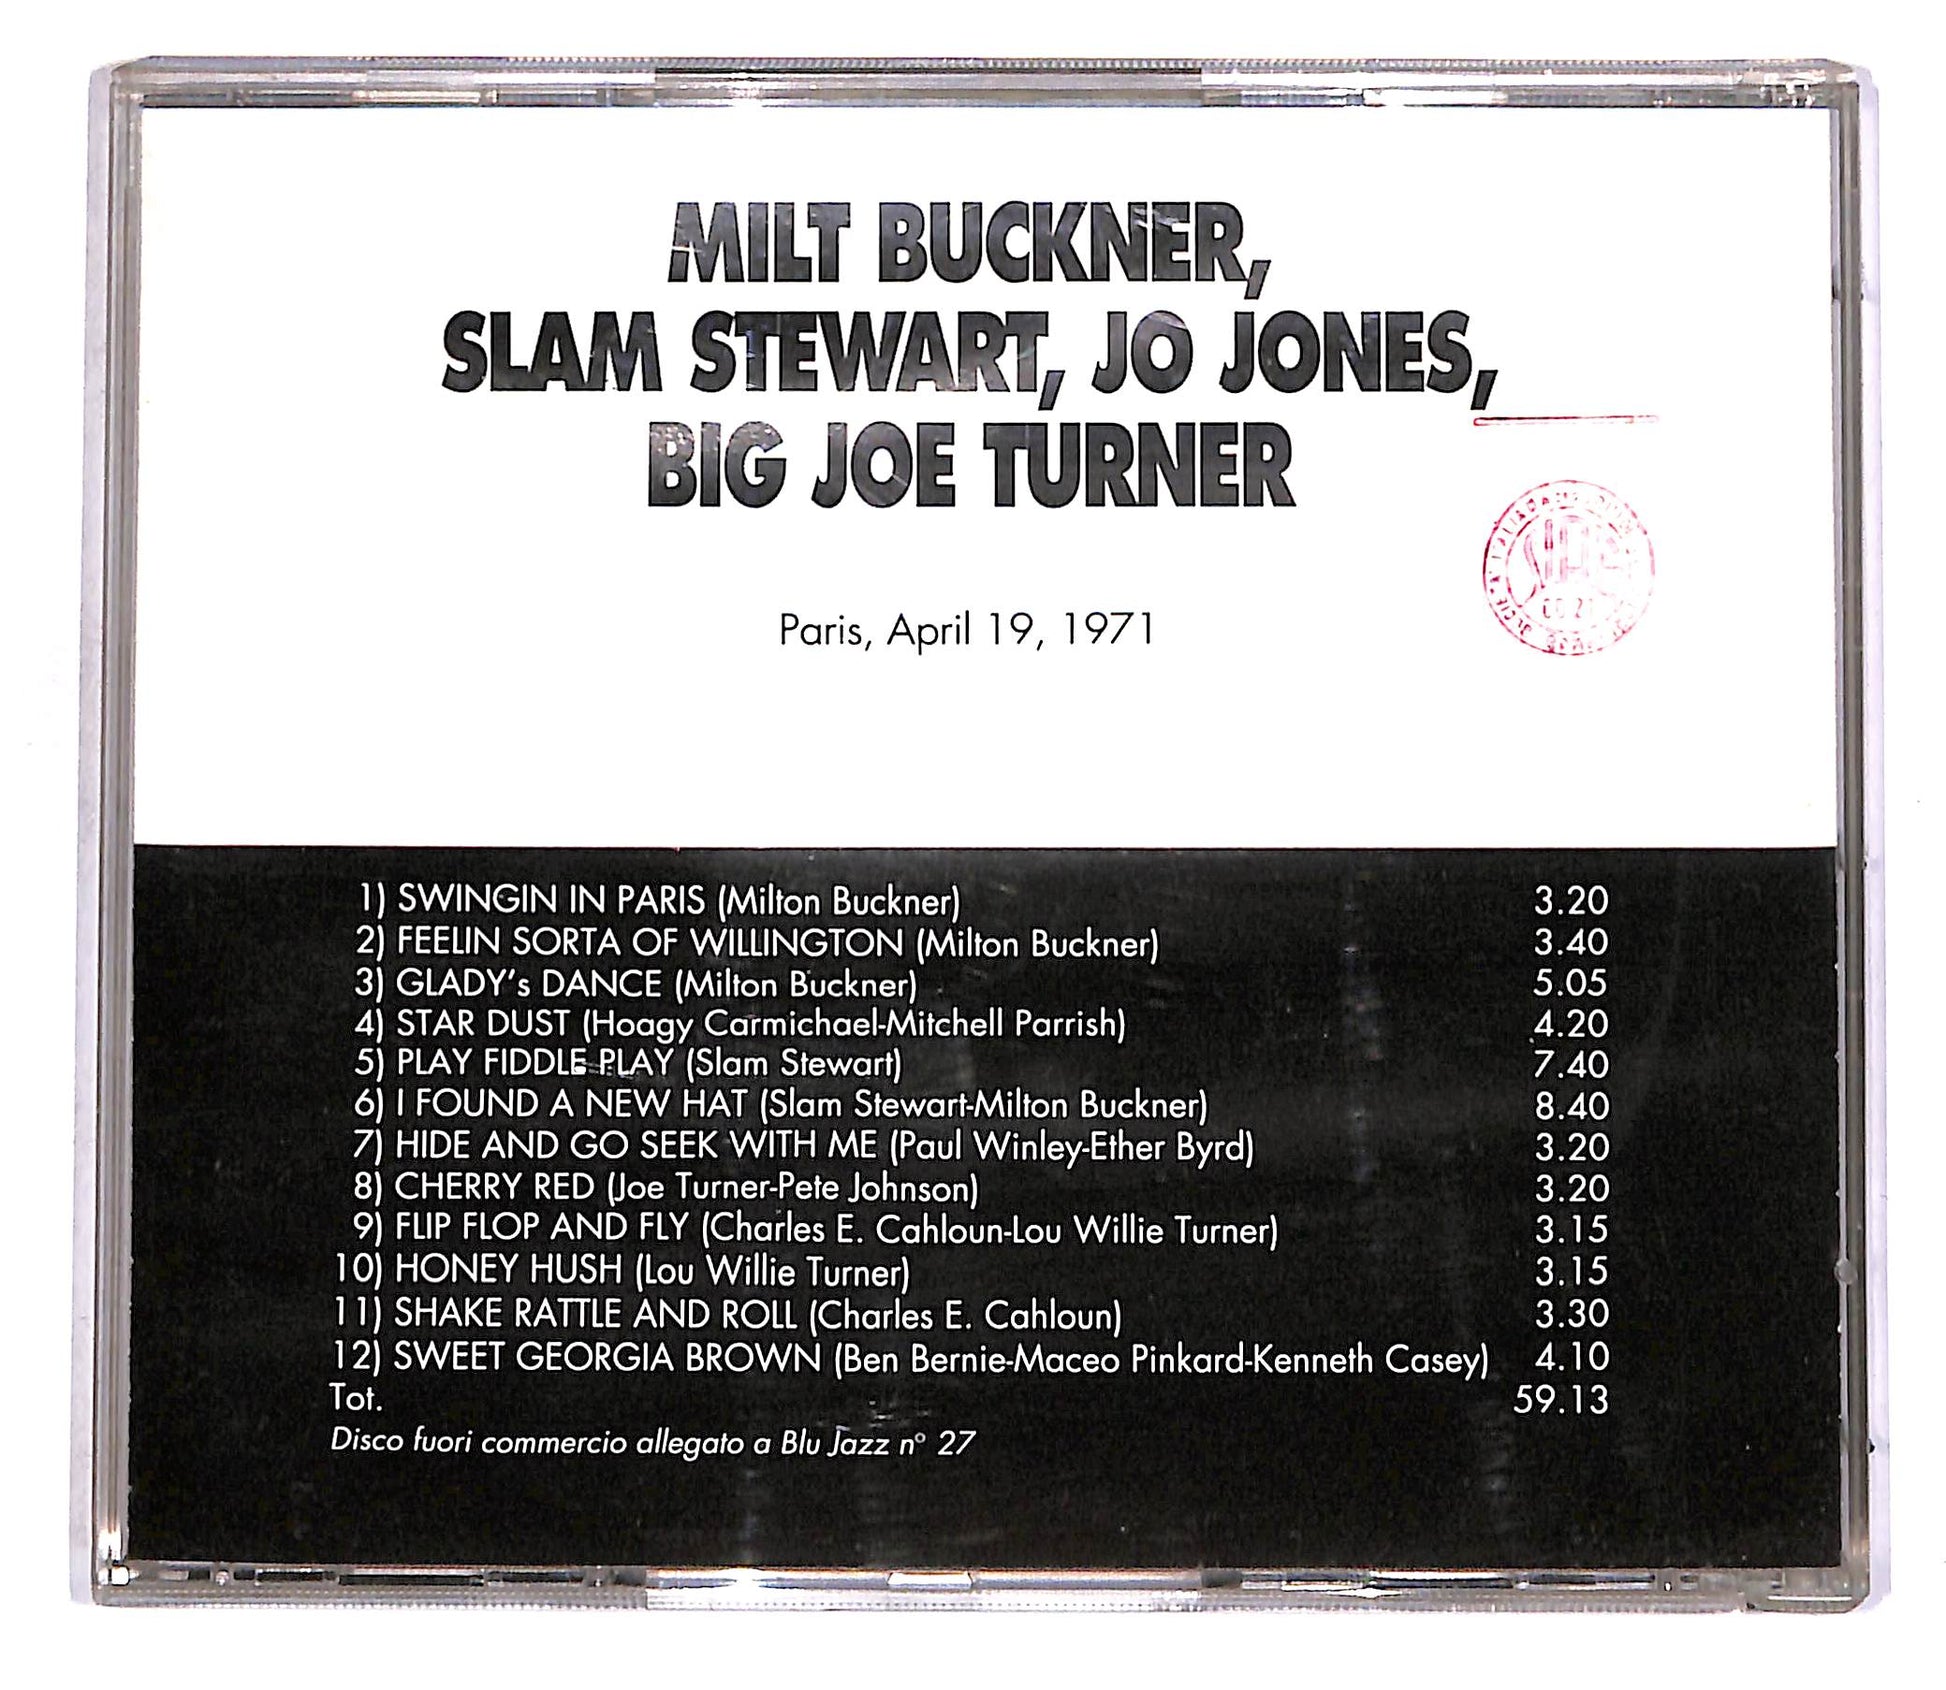 MILT BUCKNER,
SLAM STEWART, JO JONES,
BIG JOE TURNER
Paris, April 19, 1971
1) SWINGIN IN PARIS (Milton Buckner) 3.20
2) FEELIN SORTA OF WILLINGTON (Milton Buckner) 3.40
3) GLADY's DANCE (Milton Buckner) 5.05
4) STAR DUST (Hoagy Carmichael-Mitchell Parrish) 4.20
5) PLAY FIDDLE PLAY (Slam Stewart) 7.40
6) I FOUND A NEW HAT (Slam Stewart-Milton Buckner) 8.40
7) HIDE AND GO SEEK WITH ME (Paul Winley-Ether Byrd) 3.20
8) CHERRY RED (Joe Turner-Pete Johnson) 3.20
9) FLIP FLOP AND FLY (Charles E. Cahloun-Lou Willie Turner) 3.15
10) HONEY HUSH (Lou Willie Turner) 3.15
11) SHAKE RATTLE AND ROLL (Charles E. Cahloun) 3.30
12) SWEET GEORGIA BROWN (Ben Bernie-Maceo Pinkard-Kenneth Casey) 4.10
Tot. 59.13
Disco fuori commercio allegato a Blu Jazz n° 27
SIAE